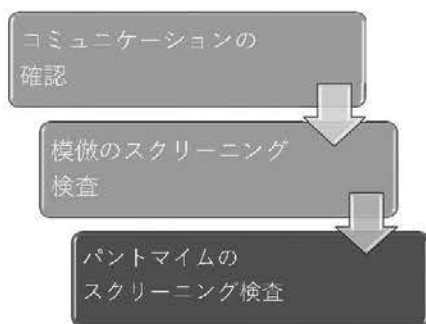 コミュニケーションの
確認
模倣のスクリーニング
検査
パントマイムの
スクリーニング検査